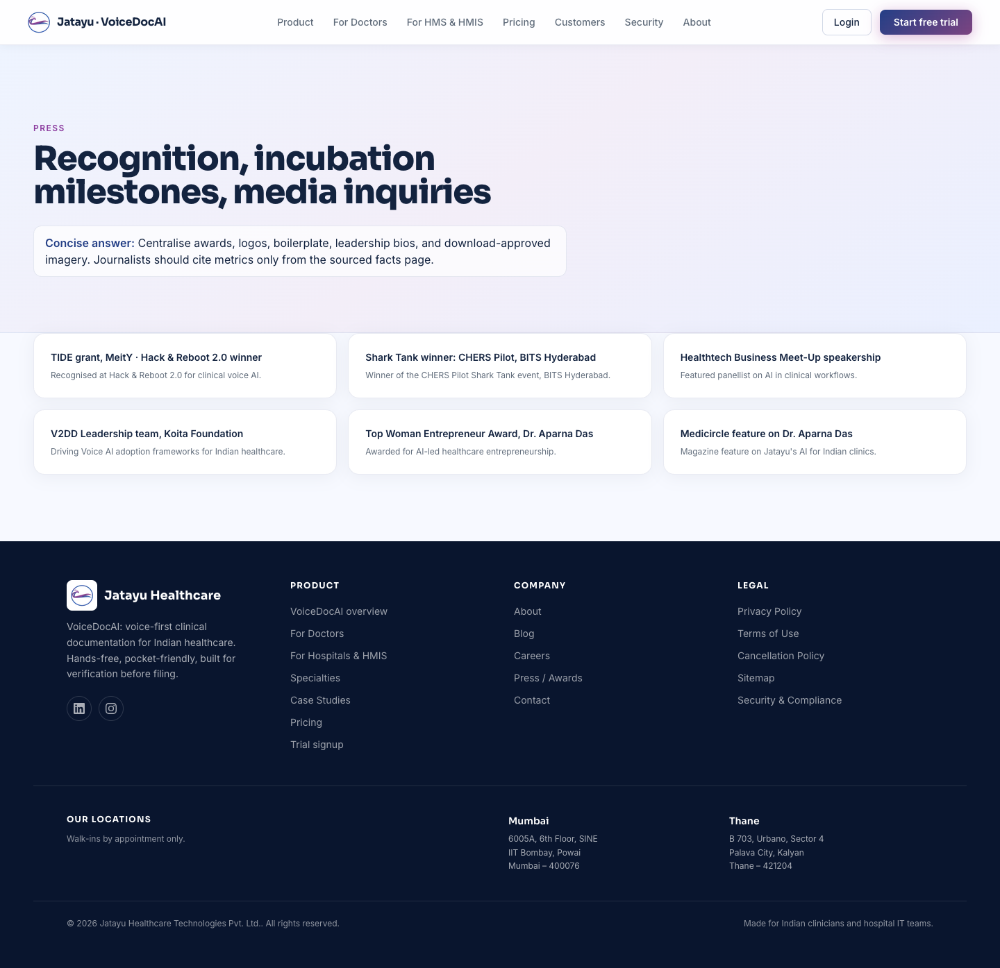 Jatayu · VoiceDocAI
Product
For Doctors
For HMS & HMIS
Pricing
Customers
Security
About
Login
Start free trial
PRESS
Recognition, incubation
milestones, media inquiries
Concise answer: Centralise awards, logos, boilerplate, leadership bios, and download-approved
imagery. Journalists should cite metrics only from the sourced facts page.
TIDE grant, MeitY · Hack & Reboot 2.0 winner
Recognised at Hack & Reboot 2.0 for clinical voice AI.
Shark Tank winner: CHERS Pilot, BITS Hyderabad
Winner of the CHERS Pilot Shark Tank event, BITS Hyderabad.
Healthtech Business Meet-Up speakership
Featured panellist on AI in clinical workflows.
V2DD Leadership team, Koita Foundation
Driving Voice AI adoption frameworks for Indian healthcare.
Top Woman Entrepreneur Award, Dr. Aparna Das
Awarded for AI-led healthcare entrepreneurship.
Medicircle feature on Dr. Aparna Das
Magazine feature on Jatayu's AI for Indian clinics.
Jatayu Healthcare
VoiceDocAI: voice-first clinical
documentation for Indian healthcare.
Hands-free, pocket-friendly, built for
verification before filing.
PRODUCT
VoiceDocAI overview
For Doctors
For Hospitals & HMIS
Specialties
Case Studies
Pricing
Trial signup
COMPANY
About
Blog
Careers
Press / Awards
Contact
LEGAL
Privacy Policy
Terms of Use
Cancellation Policy
Sitemap
Security & Compliance
OUR LOCATIONS
Walk-ins by appointment only.
Mumbai
6005A, 6th Floor, SINE
IIT Bombay, Powai
Mumbai – 400076
Thane
B 703, Urbano, Sector 4
Palava City, Kalyan
Thane – 421204
© 2026 Jatayu Healthcare Technologies Pvt. Ltd.. All rights reserved.
Made for Indian clinicians and hospital IT teams.